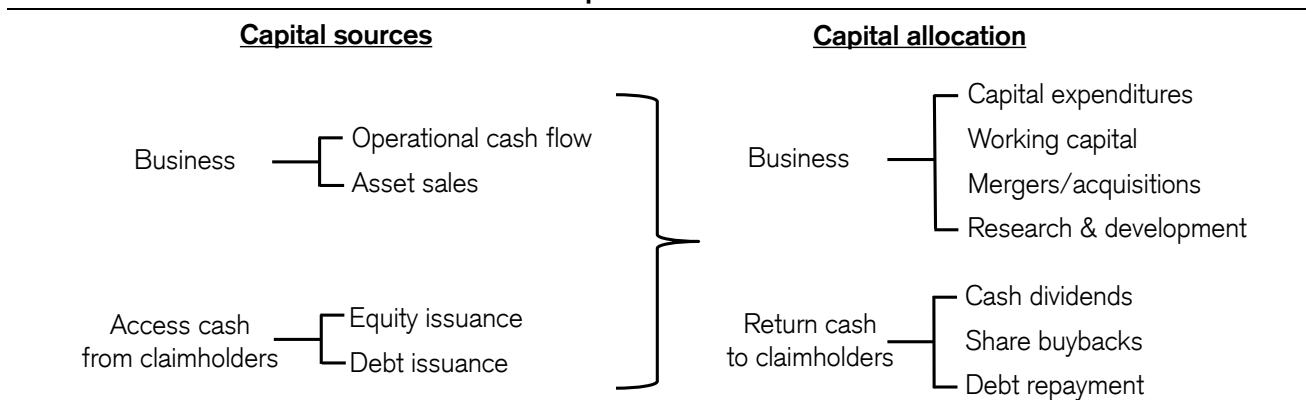 Capital sources
Business
Operational cash flow
Asset sales
Access cash
from claimholders
Equity issuance
Debt issuance
Capital allocation
Business
Capital expenditures
Working capital
Mergers/acquisitions
Research & development
Return cash
to claimholders
Cash dividends
Share buybacks
Debt repayment